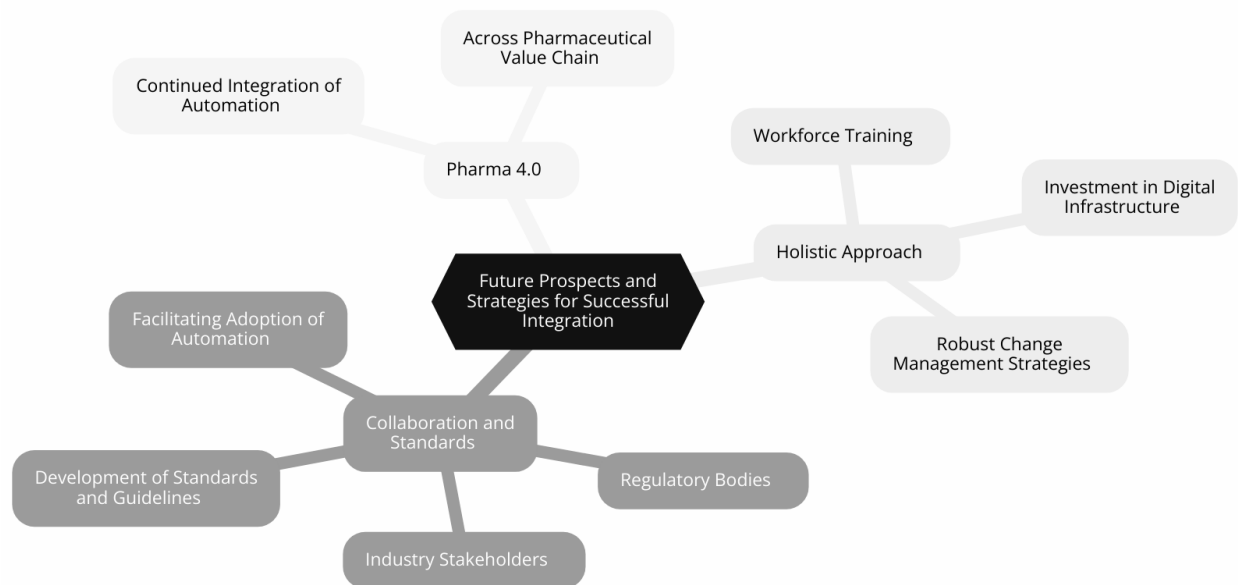 Across Pharmaceutical
Value Chain
Continued Integration of
Automation
Pharma 4.0
Workforce Training
Investment in Digital
Infrastructure
Holistic Approach
Robust Change
Management Strategies
Future Prospects and
Strategies for Successful
Integration
Facilitating Adoption of
Automation
Collaboration and
Standards
Development of Standards
and Guidelines
Regulatory Bodies
Industry Stakeholders